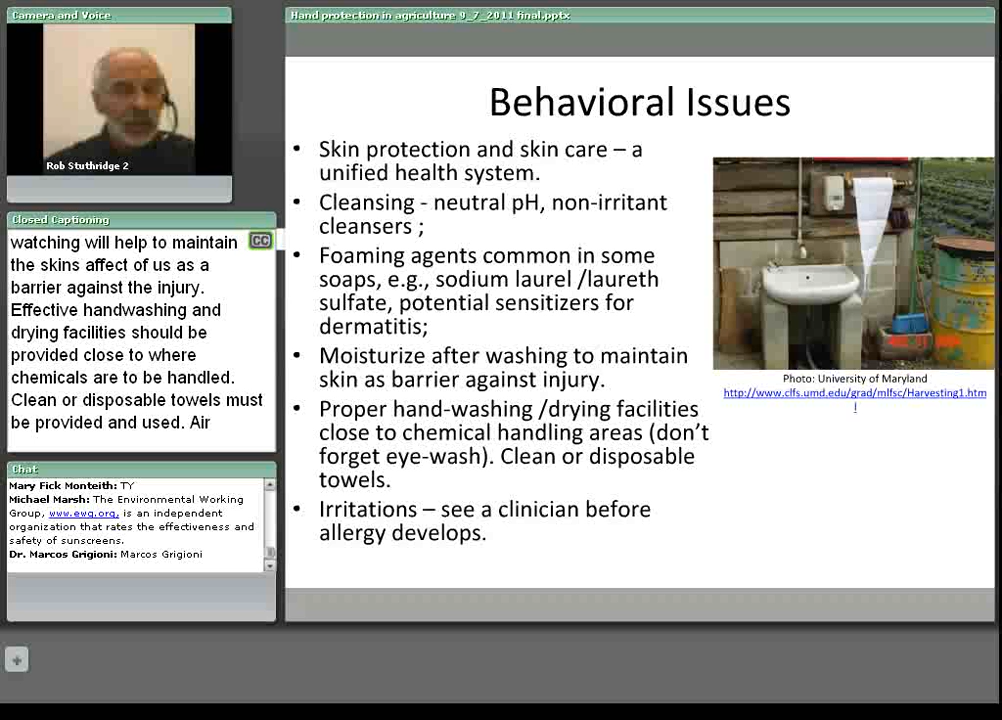 Camera and Voice
Rob Stuthridge 2
Closed Captioning
CC
watching will help to maintain
the skins affect of us as a
barrier against the injury.
Effective handwashing and
drying facilities should be
provided close to where
chemicals are to be handled.
Clean or disposable towels must
be provided and used. Air
Chat
Mary Fick Monteith: TY
Michael Marsh: The Environmental Working
Group, www.ewg.org, is an independent
organization that rates the effectiveness and
safety of sunscreens.
Dr. Marcos Grigioni: Marcos Grigioni
Hand protection in agriculture 9_7_2011 final.pptx
Behavioral Issues
• Skin protection and skin care – a
unified health system.
• Cleansing - neutral pH, non-irritant
cleansers ;
• Foaming agents common in some
soaps, e.g., sodium laurel /laureth
sulfate, potential sensitizers for
dermatitis;
• Moisturize after washing to maintain
skin as barrier against injury.
• Proper hand-washing /drying facilities
close to chemical handling areas (don't
forget eye-wash). Clean or disposable
towels.
• Irritations – see a clinician before
allergy develops.
Photo: University of Maryland
http://www.clfs.umd.edu/grad/mlfsc/Harvesting1.htm
l